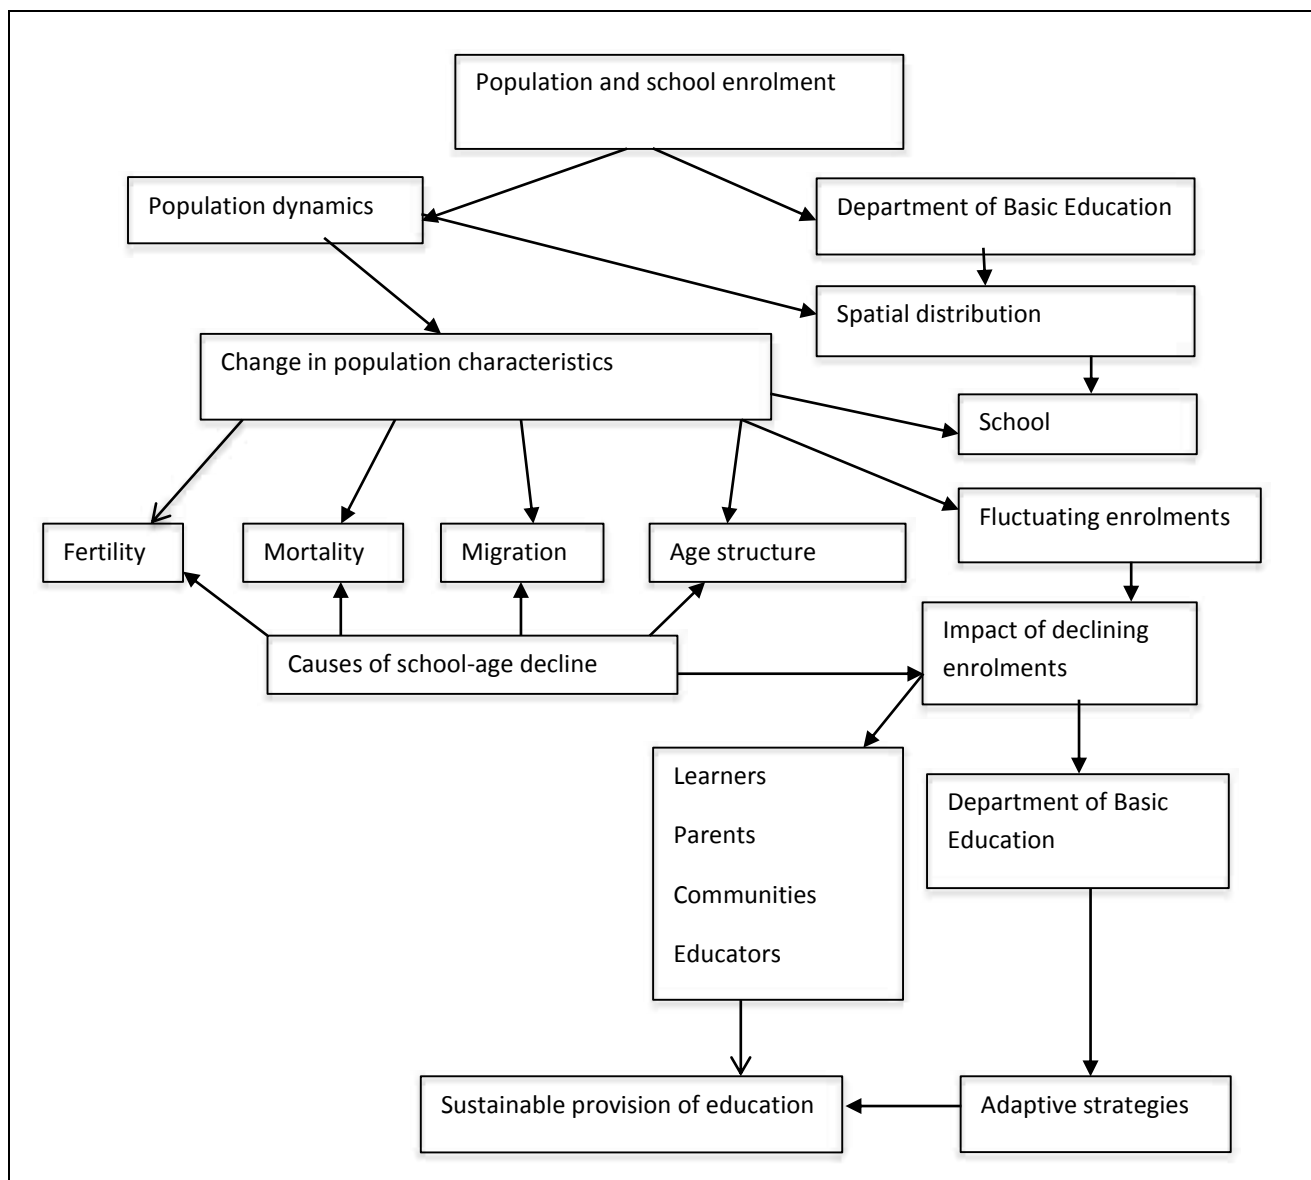 Population and school enrolment
Population dynamics
Department of Basic Education
Spatial distribution
Change in population characteristics
School
Fluctuating enrolments
Fertility
Mortality
Migration
Age structure
Impact of declining
enrolments
Causes of school-age decline
Learners
Parents
Communities
Educators
Department of Basic
Education
Sustainable provision of education
Adaptive strategies